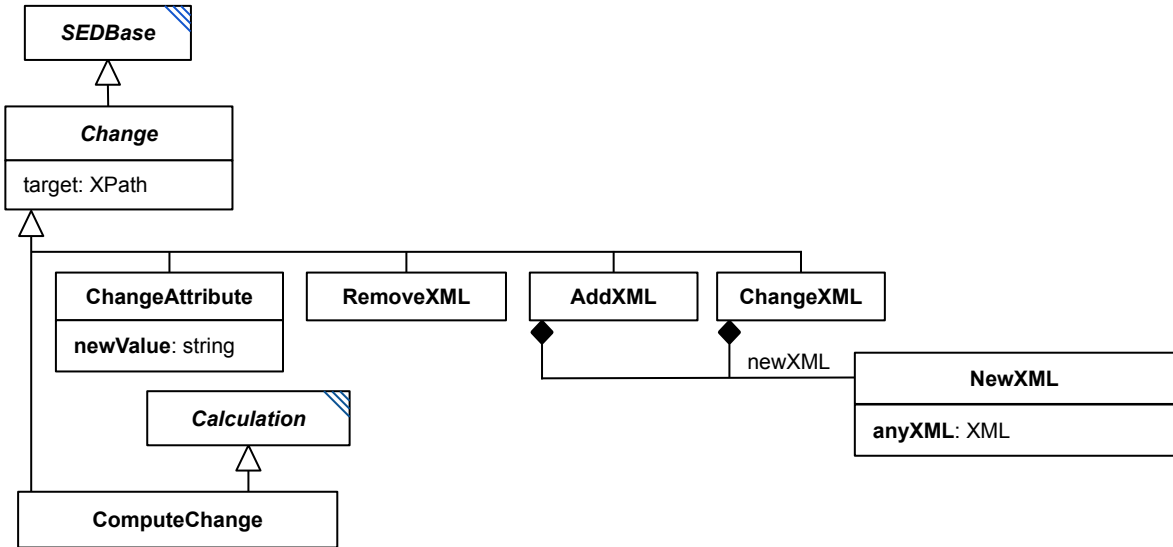 SEDBase
Change
target: XPath
ChangeAttribute
newValue: string
RemoveXML
AddXML
ChangeXML
newXML
NewXML
anyXML: XML
Calculation
ComputeChange